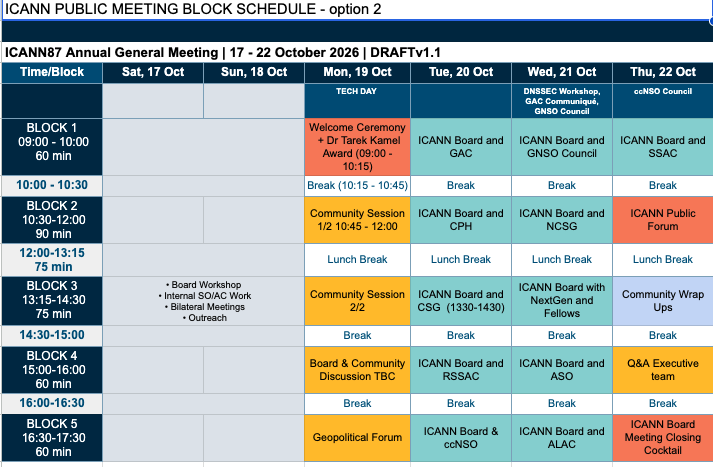 ICANN PUBLIC MEETING BLOCK SCHEDULE - option 2
ICANN87 Annual General Meeting | 17 - 22 October 2026 | DRAFTv1.1
Time/Block
Sat, 17 Oct
Sun, 18 Oct
Mon, 19 Oct
Tue, 20 Oct
Wed, 21 Oct
Thu, 22 Oct
TECH DAY
DNSSEC Workshop,
GAC Communiqué,
GNSO Council
ccNSO Council
BLOCK 1
09:00 - 10:00
60 min
Welcome Ceremony
+ Dr Tarek Kamel
Award (09:00 -
10:15)
ICANN Board and
GAC
ICANN Board and
GNSO Council
ICANN Board and
SSAC
10:00 - 10:30
Break (10:15 - 10:45)
Break
Break
Break
BLOCK 2
10:30-12:00
90 min
Community Session
1/2 10:45 - 12:00
ICANN Board and
CPH
ICANN Board and
NCSG
ICANN Public
Forum
12:00-13:15
75 min
Lunch Break
Lunch Break
Lunch Break
Lunch Break
BLOCK 3
13:15-14:30
75 min
• Board Workshop
• Internal SO/AC Work
• Bilateral Meetings
• Outreach
Community Session
2/2
ICANN Board and
CSG (1330-1430)
ICANN Board with
NextGen and
Fellows
Community Wrap
Ups
14:30-15:00
Break
Break
Break
Break
BLOCK 4
15:00-16:00
60 min
Board & Community
Discussion TBC
ICANN Board and
RSSAC
ICANN Board and
ASO
Q&A Executive
team
16:00-16:30
Break
Break
Break
Break
BLOCK 5
16:30-17:30
60 min
Geopolitical Forum
ICANN Board &
ccNSO
ICANN Board and
ALAC
ICANN Board
Meeting Closing
Cocktail